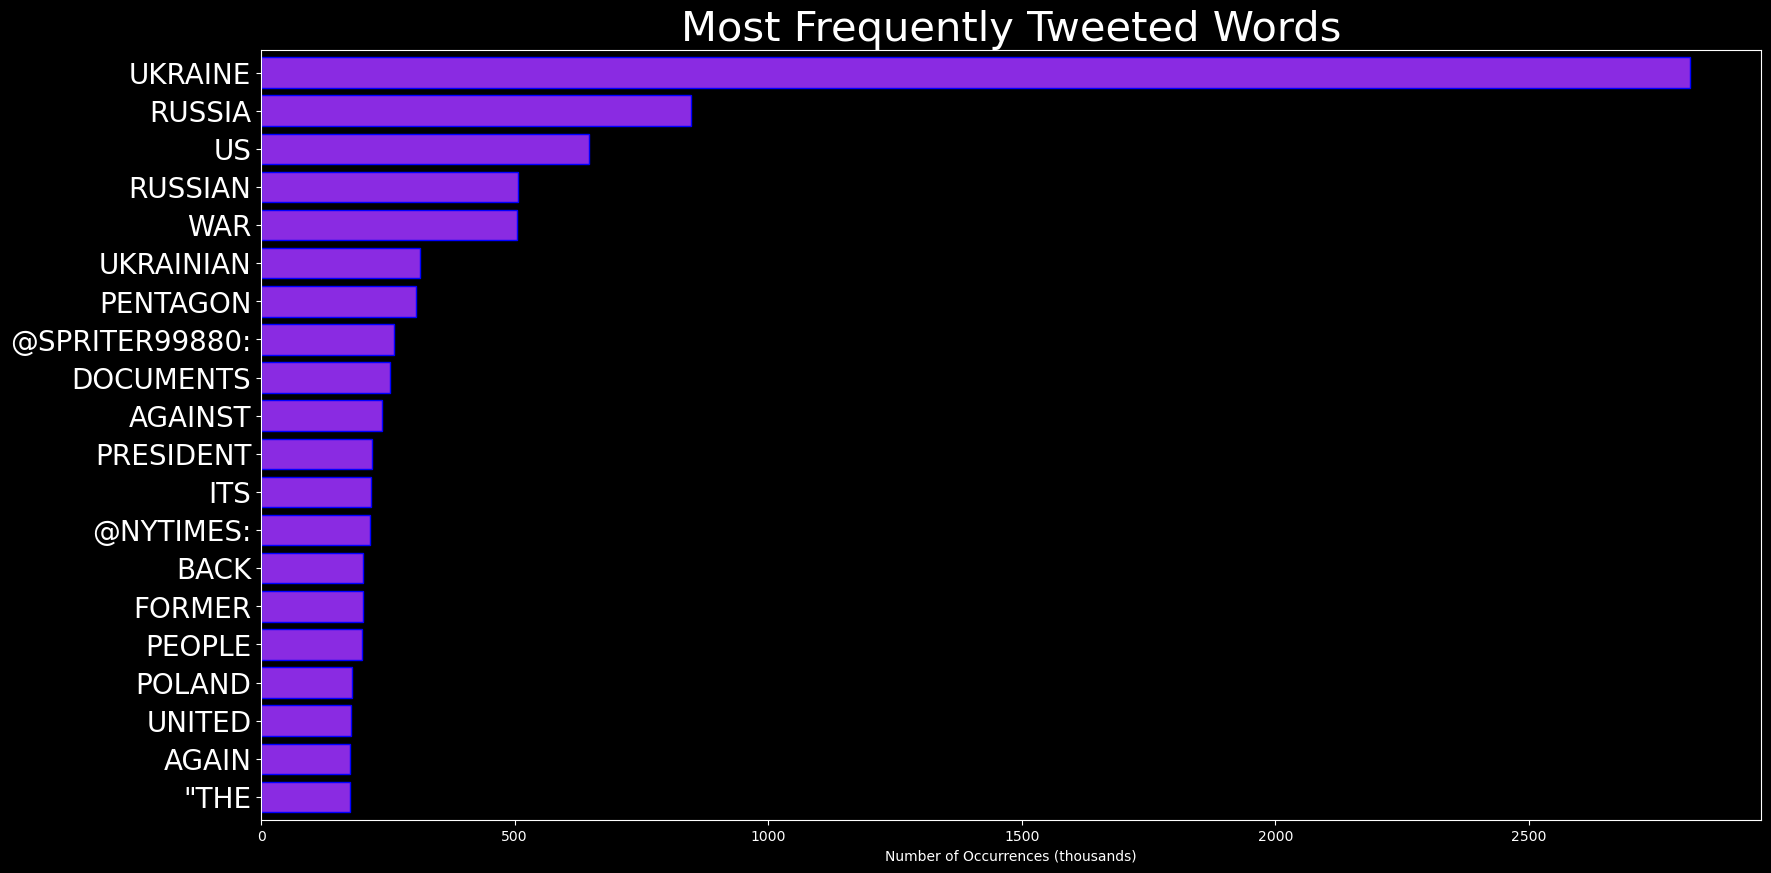 Most Frequently Tweeted Words
UKRAINE
RUSSIA
US
RUSSIAN
WAR
UKRAINIAN
PENTAGON
@SPRITER99880:
DOCUMENTS
AGAINST
PRESIDENT
ITS
@NYTIMES:
BACK
FORMER
PEOPLE
POLAND
UNITED
AGAIN
"THE
0 500 1000 1500 2000 2500
Number of Occurrences (thousands)